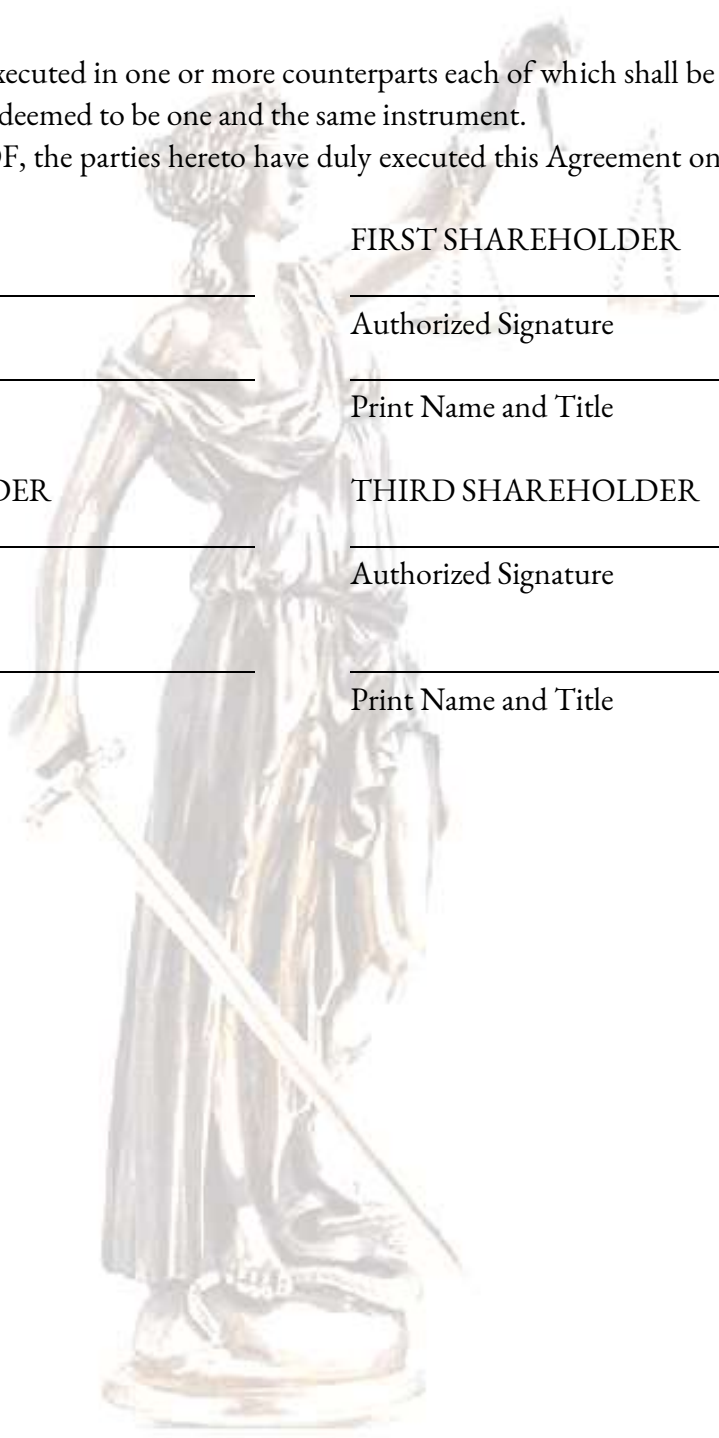 xecuted in one or more counterparts each of which shall be
deemed to be one and the same instrument.
OF, the parties hereto have duly executed this Agreement on
FIRST SHAREHOLDER
Authorized Signature
Print Name and Title
DER THIRD SHAREHOLDER
Authorized Signature
Print Name and Title